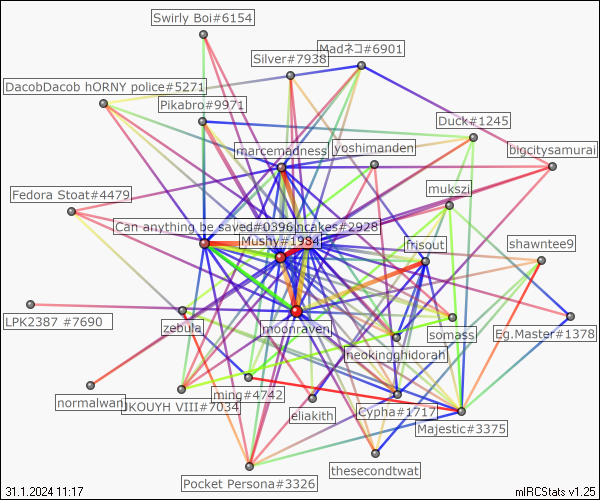 Swirly Boi#6154
Madネコ#6901
Silver#7938
DacobDacob hORNY police#5271
Pikabro#9971
Duck#1245
marcemadness
yoshimanden
bigcitysamurai
mukszi
Fedora Stoat#4479
Can anything be saved#0396
ncakes#2928
Mushy#1984
frisout
shawntee9
LPK2387 #7690
zebula
moonraven
somass
Eg.Master#1378
neokingghidorah
normalwan
JKOUYH VIII#7034
ming#4742
eliakith
Cypha#1717
Majestic#3375
Pocket Persona#3326
thesecondtwat
31.1.2024 11:17
mIRCStats v1.25